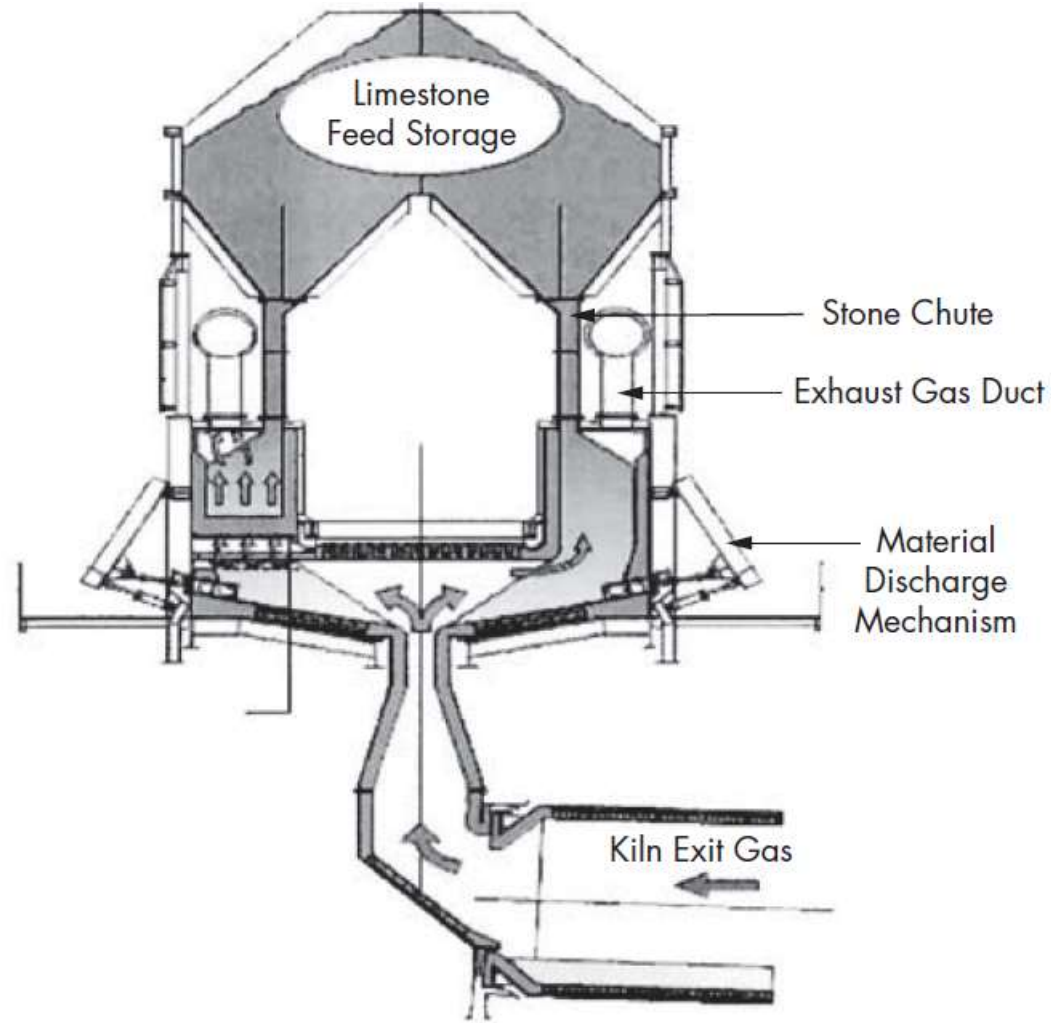 Limestone
Feed Storage
Stone Chute
Exhaust Gas Duct
Material
Discharge
Mechanism
Kiln Exit Gas